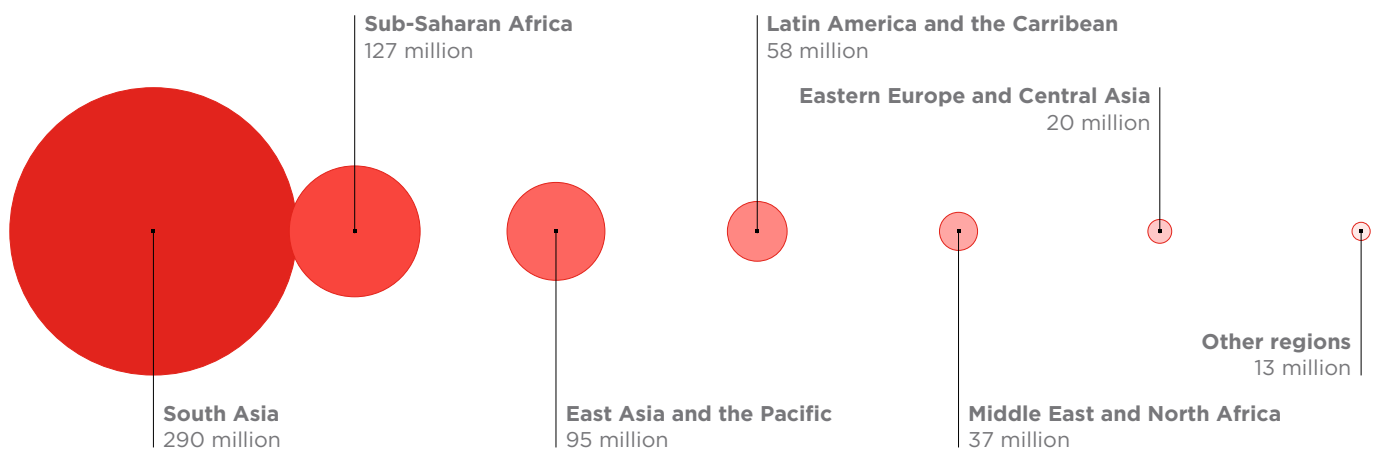 Sub-Saharan Africa
127 million
Latin America and the Carribean
58 million
Eastern Europe and Central Asia
20 million
Other regions
13 million
South Asia
290 million
East Asia and the Pacific
95 million
Middle East and North Africa
37 million